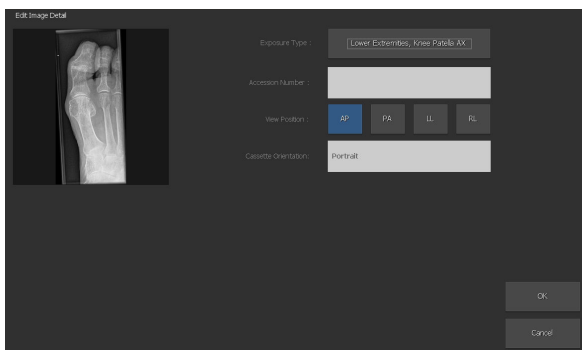 Edit Image Detail
Exposure Type :
Lower Extremities, Knee Patella AX
Accession Number :
View Position :
AP
PA
LL
RL
Cassette Orientation:
Portrait
OK
Cancel